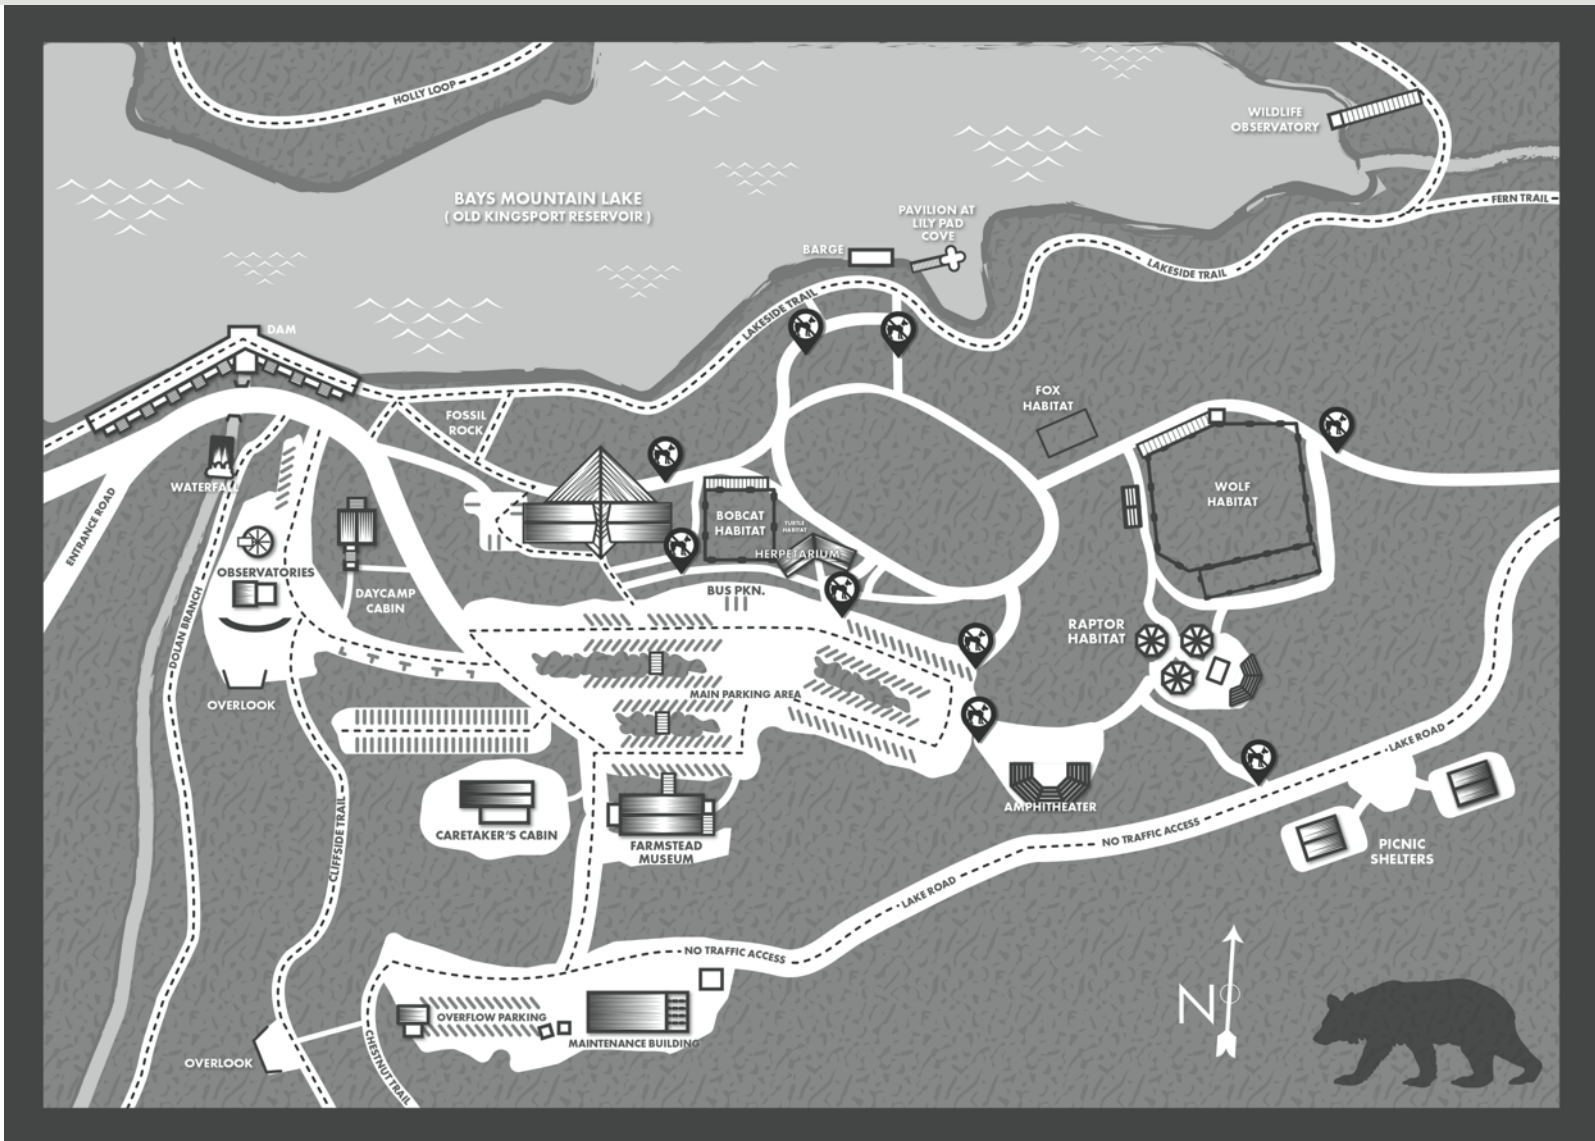 HOLLY LOOP
WILDLIFE
OBSERVATORY
BAYS MOUNTAIN LAKE
( OLD KINGSPORT RESERVOIR )
PAVILION AT
LILY PAD
COVE
FERN TRAIL
BARGE
LAKESIDE TRAIL
LAKESIDE TRAIL
DAM
FOX
HABITAT
FOSSIL
ROCK
WATERFALL
ENTRANCE ROAD
WOLF
HABITAT
BOBCAT
HABITAT
TURTLE
HABITAT
HERPETARIUM
OBSERVATORIES
DAYCAMP
CABIN
BUS PKN.
DOLAN BRANCH
RAPTOR
HABITAT
OVERLOOK
MAIN PARKING AREA
LAKE ROAD
CARETAKER'S CABIN
AMPHITHEATER
CLIFFSIDE TRAIL
FARMSTEAD
MUSEUM
NO TRAFFIC ACCESS
PICNIC
SHELTERS
LAKE ROAD
NO TRAFFIC ACCESS
OVERFLOW PARKING
MAINTENANCE BUILDING
OVERLOOK
CHESTNUT TRAIL
N